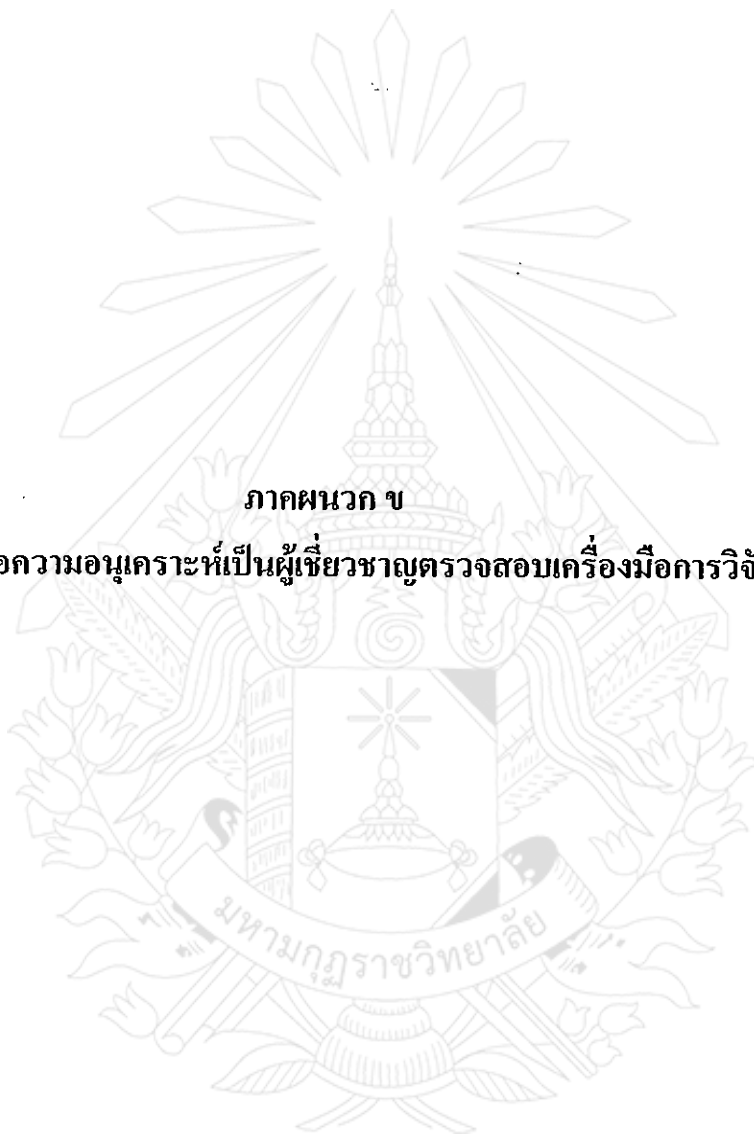 ภาคผนวก ข
อความอนุเคราะห์เป็นผู้เชี่ยวชาญตรวจสอบเครื่องมือการวิจั
มหามกุฏราชวิทยาลัย